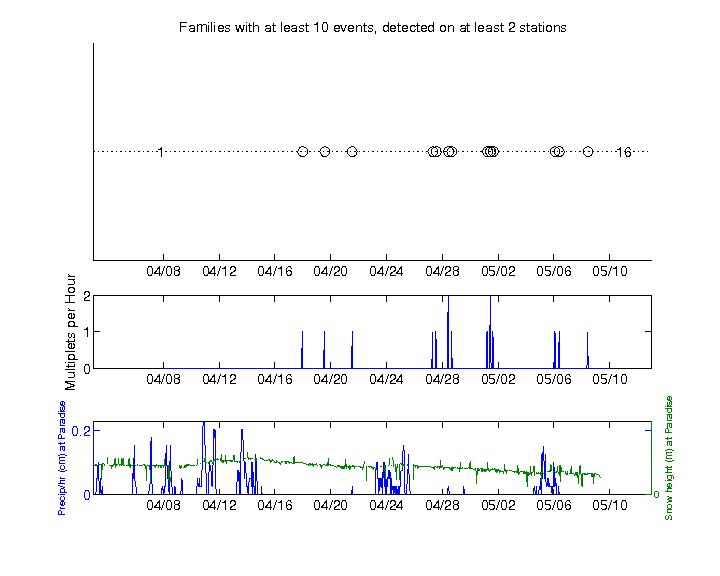 Families with at least 10 events, detected on at least 2 stations
1 16
04/08 04/12 04/16 04/20 04/24 04/28 05/02 05/06 05/10
Multiplets per Hour
2
1
0
04/08 04/12 04/16 04/20 04/24 04/28 05/02 05/06 05/10
Precip/hr (cm) at Paradise
0.2
0
Snow height (m) at Paradise
0
04/08 04/12 04/16 04/20 04/24 04/28 05/02 05/06 05/10